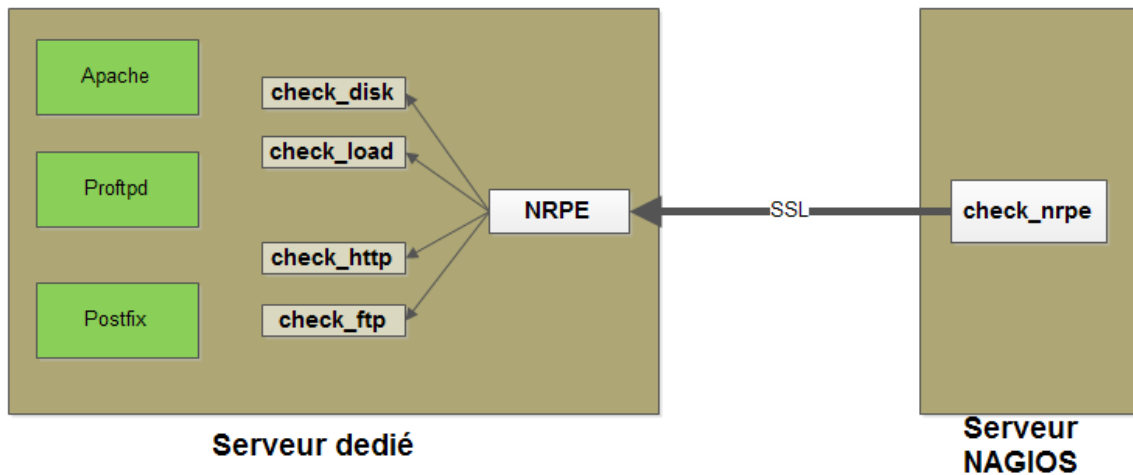 Apache
Proftpd
Postfix
check_disk
check_load
check_http
check_ftp
NRPE
SSL
check_nrpe
Serveur dedié
Serveur
NAGIOS